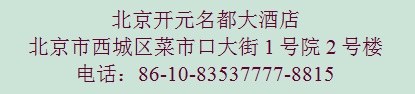 北京开元名都大酒店
北京市西城区菜市口大街 1 号院 2 号楼
电话：86-10-83537777-8815